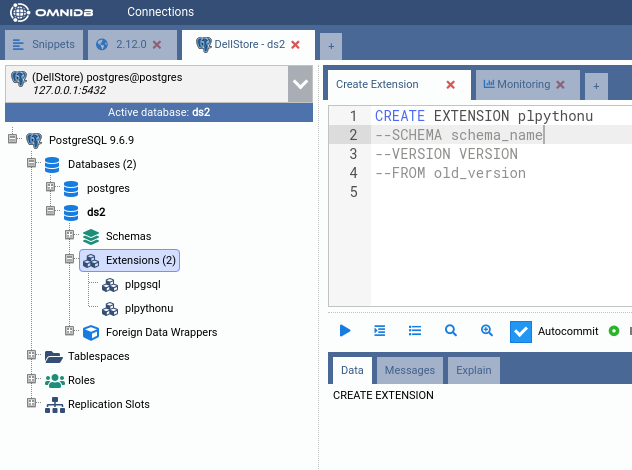 OMNIDB Connections
Snippets
2.12.0
DellStore - ds2
+
(DellStore) postgres@postgres
127.0.0.1:5432
Active database: ds2
PostgreSQL 9.6.9
Databases (2)
postgres
ds2
Schemas
Extensions (2)
plpgsql
plpythonu
Foreign Data Wrappers
Tablespaces
Roles
Replication Slots
Create Extension
Monitoring
+
1 CREATE EXTENSION plpythonu
2 --SCHEMA schema_name
3 --VERSION VERSION
4 --FROM old_version
5
Autocommit
Data Messages Explain
CREATE EXTENSION